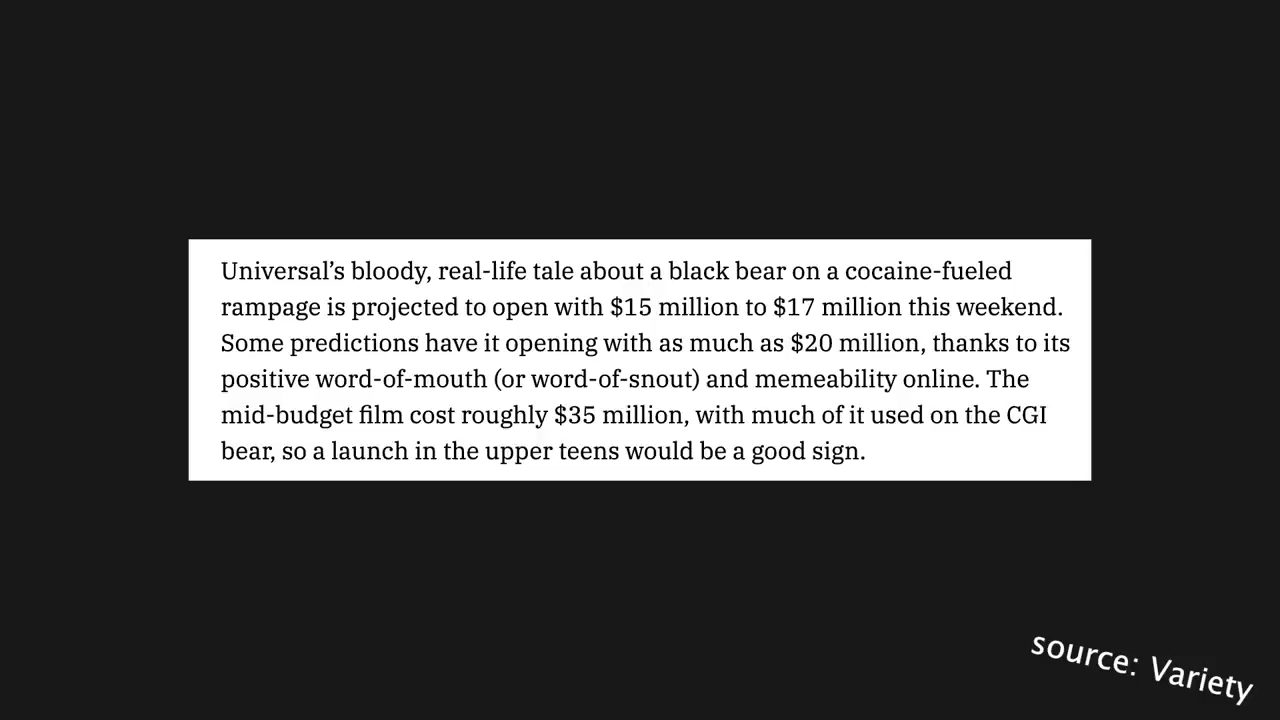 Universal’s bloody, real-life tale about a black bear on a cocaine-fueled
rampage is projected to open with $15 million to $17 million this weekend.
Some predictions have it opening with as much as $20 million, thanks to its
positive word-of-mouth (or word-of-snout) and memeability online. The
mid-budget film cost roughly $35 million, with much of it used on the CGI
bear, so a launch in the upper teens would be a good sign.
source: Variety